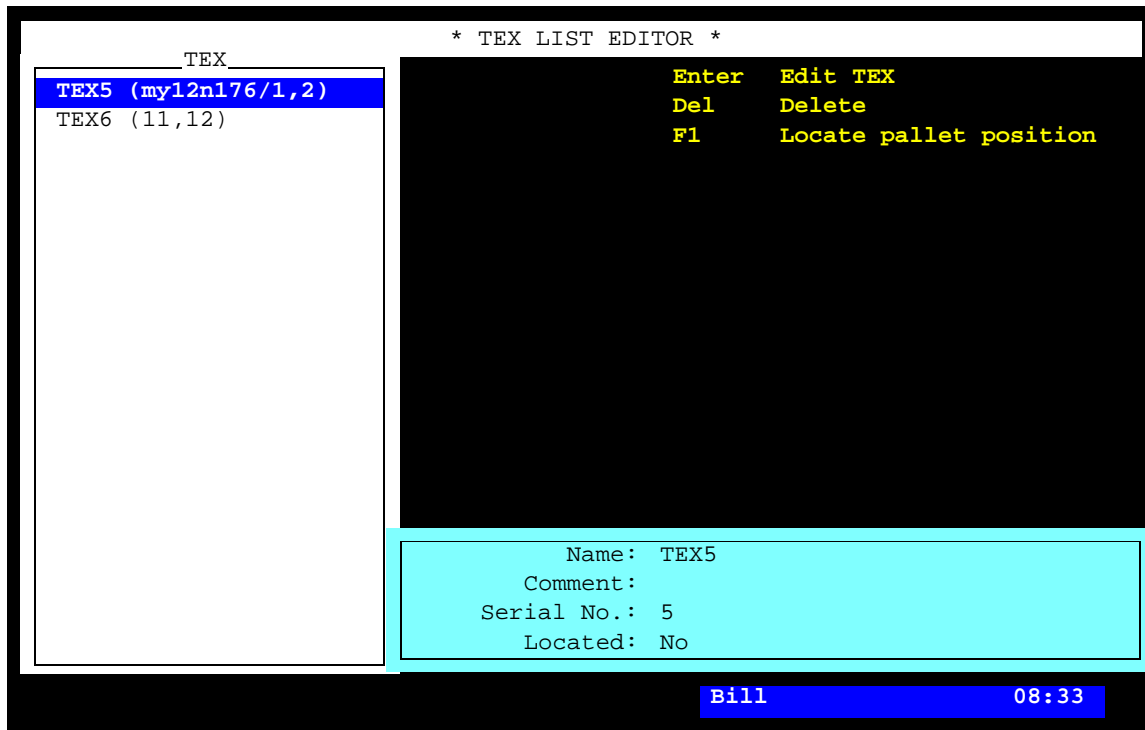 * TEX LIST EDITOR *
TEX
TEX5 (my12n176/1,2)
TEX6 (11,12)
Enter Edit TEX
Del Delete
F1 Locate pallet position
Name: TEX5
Comment:
Serial No.: 5
Located: No
Bill 08:33